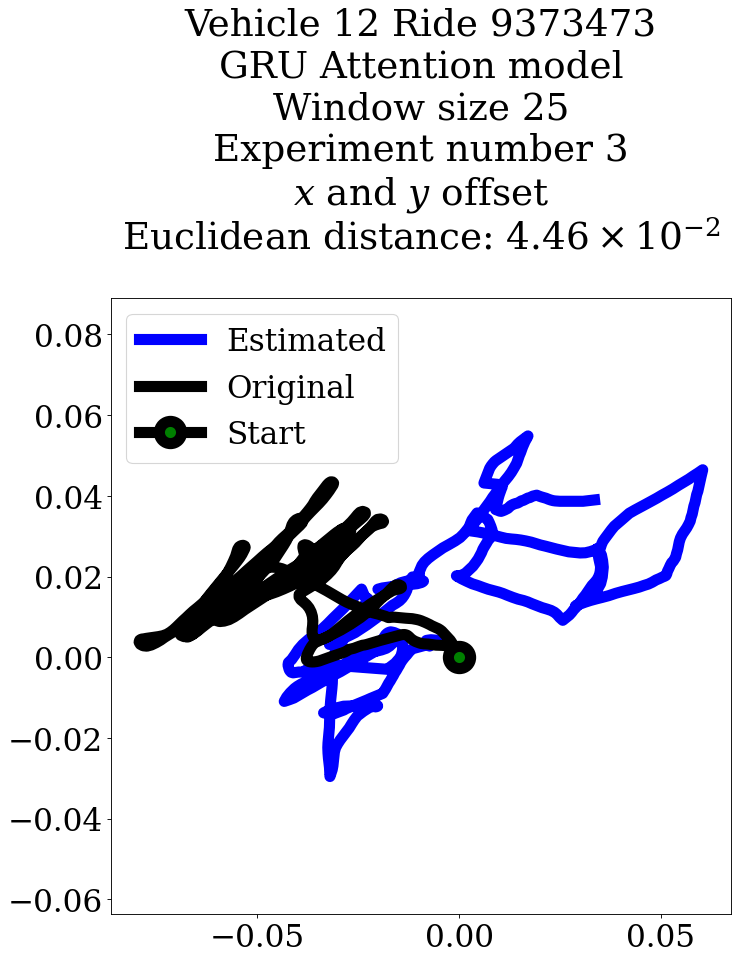 Vehicle 12 Ride 9373473
GRU Attention model
Window size 25
Experiment number 3
x and y offset
Euclidean distance: 4.46 × 10⁻²
Estimated
Original
Start
0.08
0.06
0.04
0.02
0.00
−0.02
−0.04
−0.06
−0.05
0.00
0.05